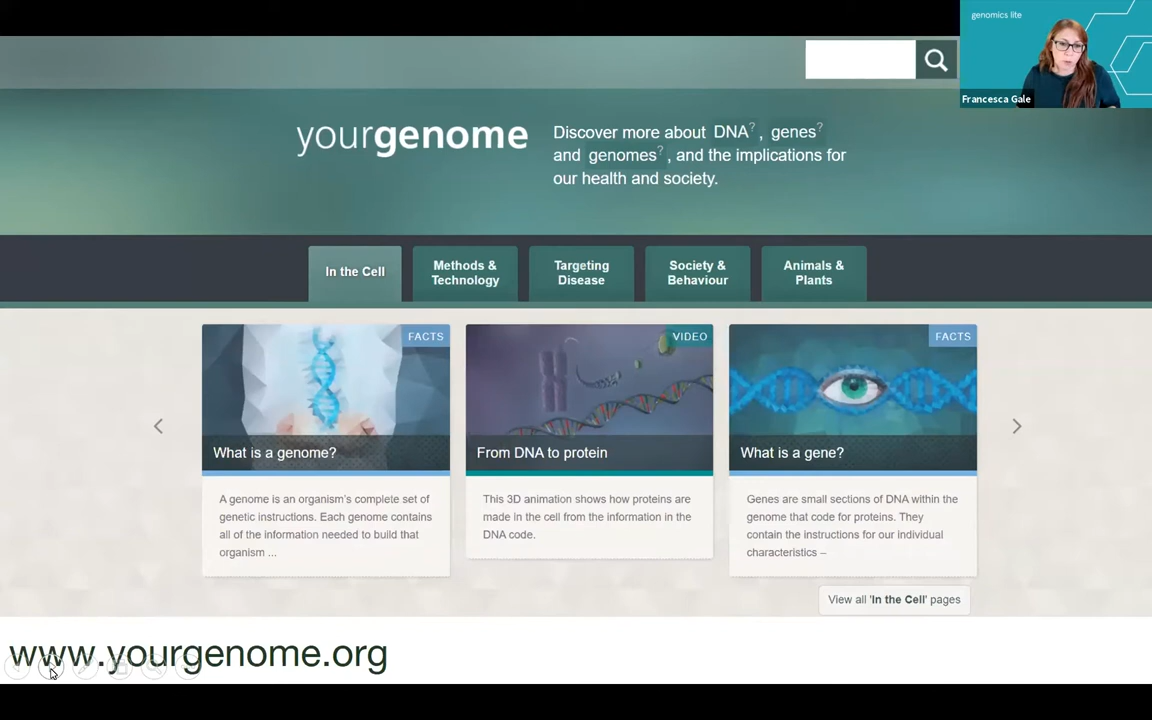 genomics lite
Francesca Gale
yourgenome
Discover more about DNA?, genes?
and genomes?, and the implications for
our health and society.
In the Cell
Methods &
Technology
Targeting
Disease
Society &
Behaviour
Animals &
Plants
FACTS
What is a genome?
A genome is an organism's complete set of
genetic instructions. Each genome contains
all of the information needed to build that
organism ...
VIDEO
From DNA to protein
This 3D animation shows how proteins are
made in the cell from the information in the
DNA code.
FACTS
What is a gene?
Genes are small sections of DNA within the
genome that code for proteins. They
contain the instructions for our individual
characteristics –
View all 'In the Cell' pages
www.yourgenome.org